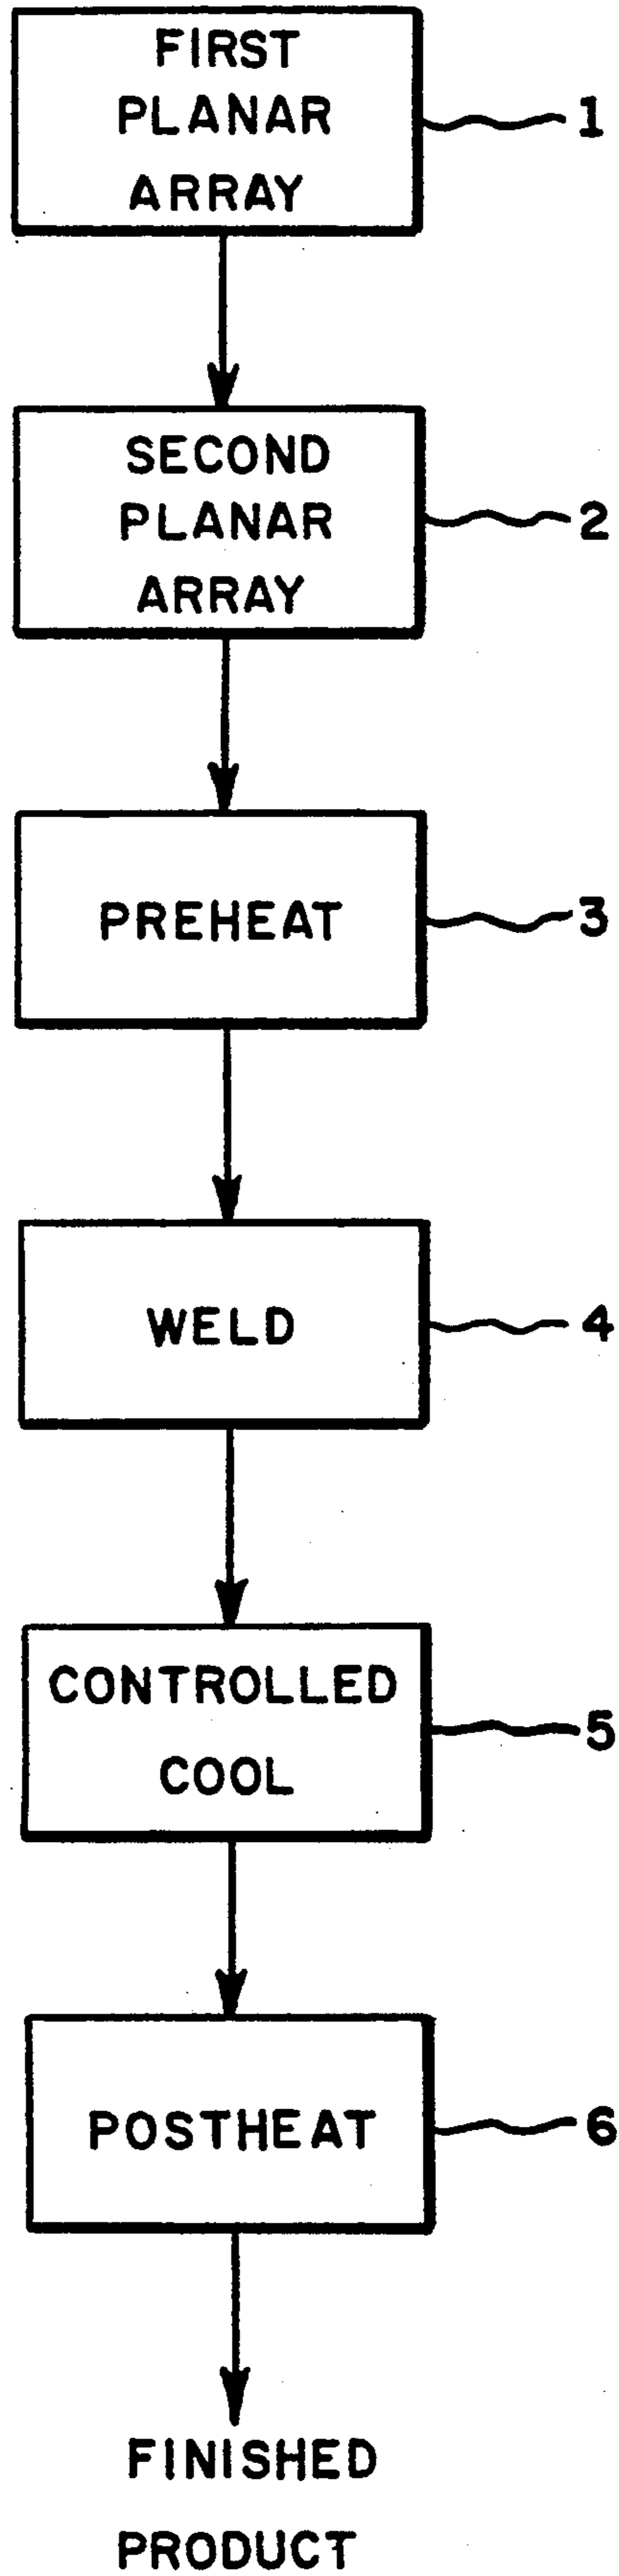 FIRST
PLANAR
ARRAY
1
SECOND
PLANAR
ARRAY
2
PREHEAT
3
WELD
4
CONTROLLED
COOL
5
POSTHEAT
6
FINISHED
PRODUCT